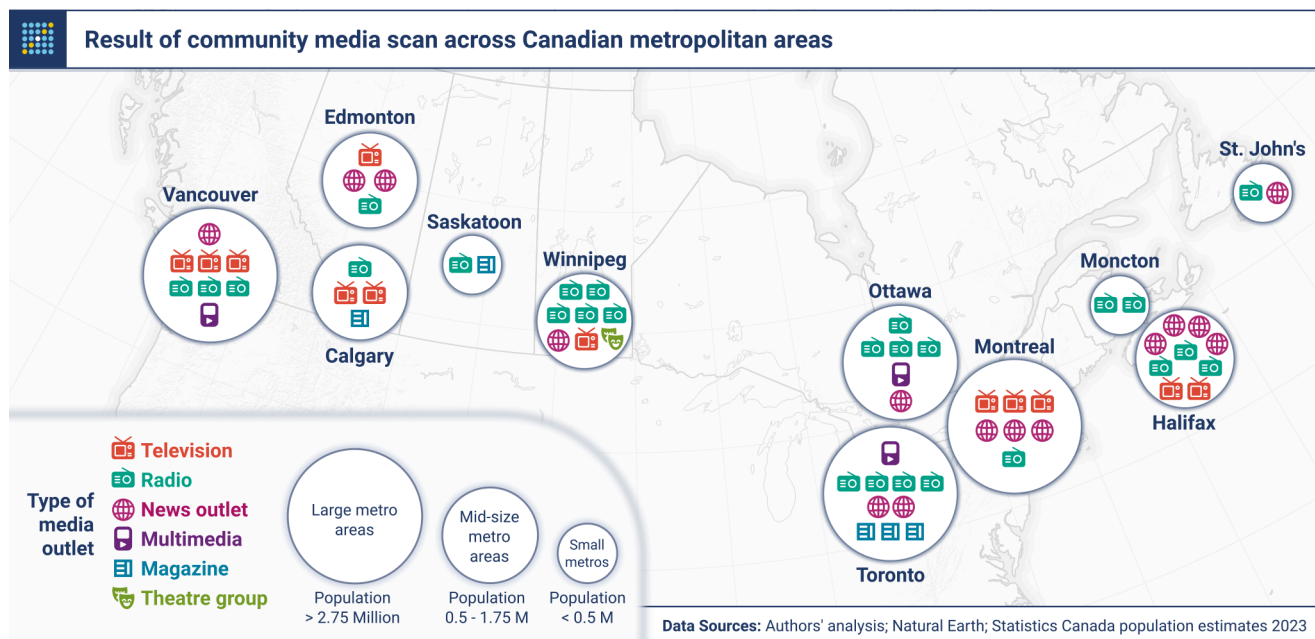 Result of community media scan across Canadian metropolitan areas
Edmonton
St. John's
Vancouver
Saskatoon
Winnipeg
Moncton
Ottawa
Calgary
Montreal
Halifax
Toronto
Type of
media
outlet
Television
Radio
News outlet
Multimedia
Magazine
Theatre group
Large metro
areas
Mid-size
metro
areas
Small
metros
Population
> 2.75 Million
Population
0.5 - 1.75 M
Population
< 0.5 M
Data Sources: Authors' analysis; Natural Earth; Statistics Canada population estimates 2023